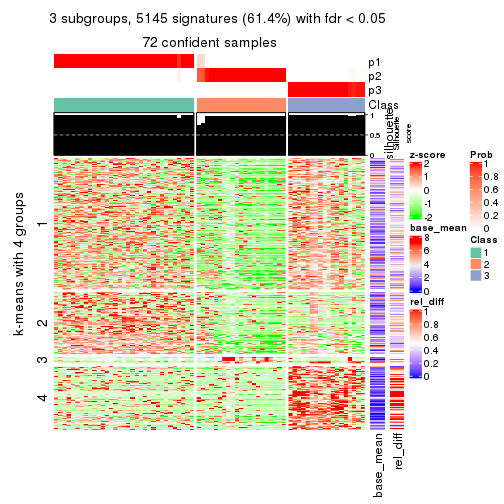 3 subgroups, 5145 signatures (61.4%) with fdr < 0.05
72 confident samples
p1
p2
p3
Class
1
0.5
0
silhouette
Silhouette
score
k-means with 4 groups
1
2
3
4
base_mean
rel_diff
z-score
2
1
0
-1
-2
base_mean
8
6
4
2
0
rel_diff
1
0.8
0.6
0.4
0.2
0
Prob
1
0.8
0.6
0.4
0.2
0
Class
1
2
3